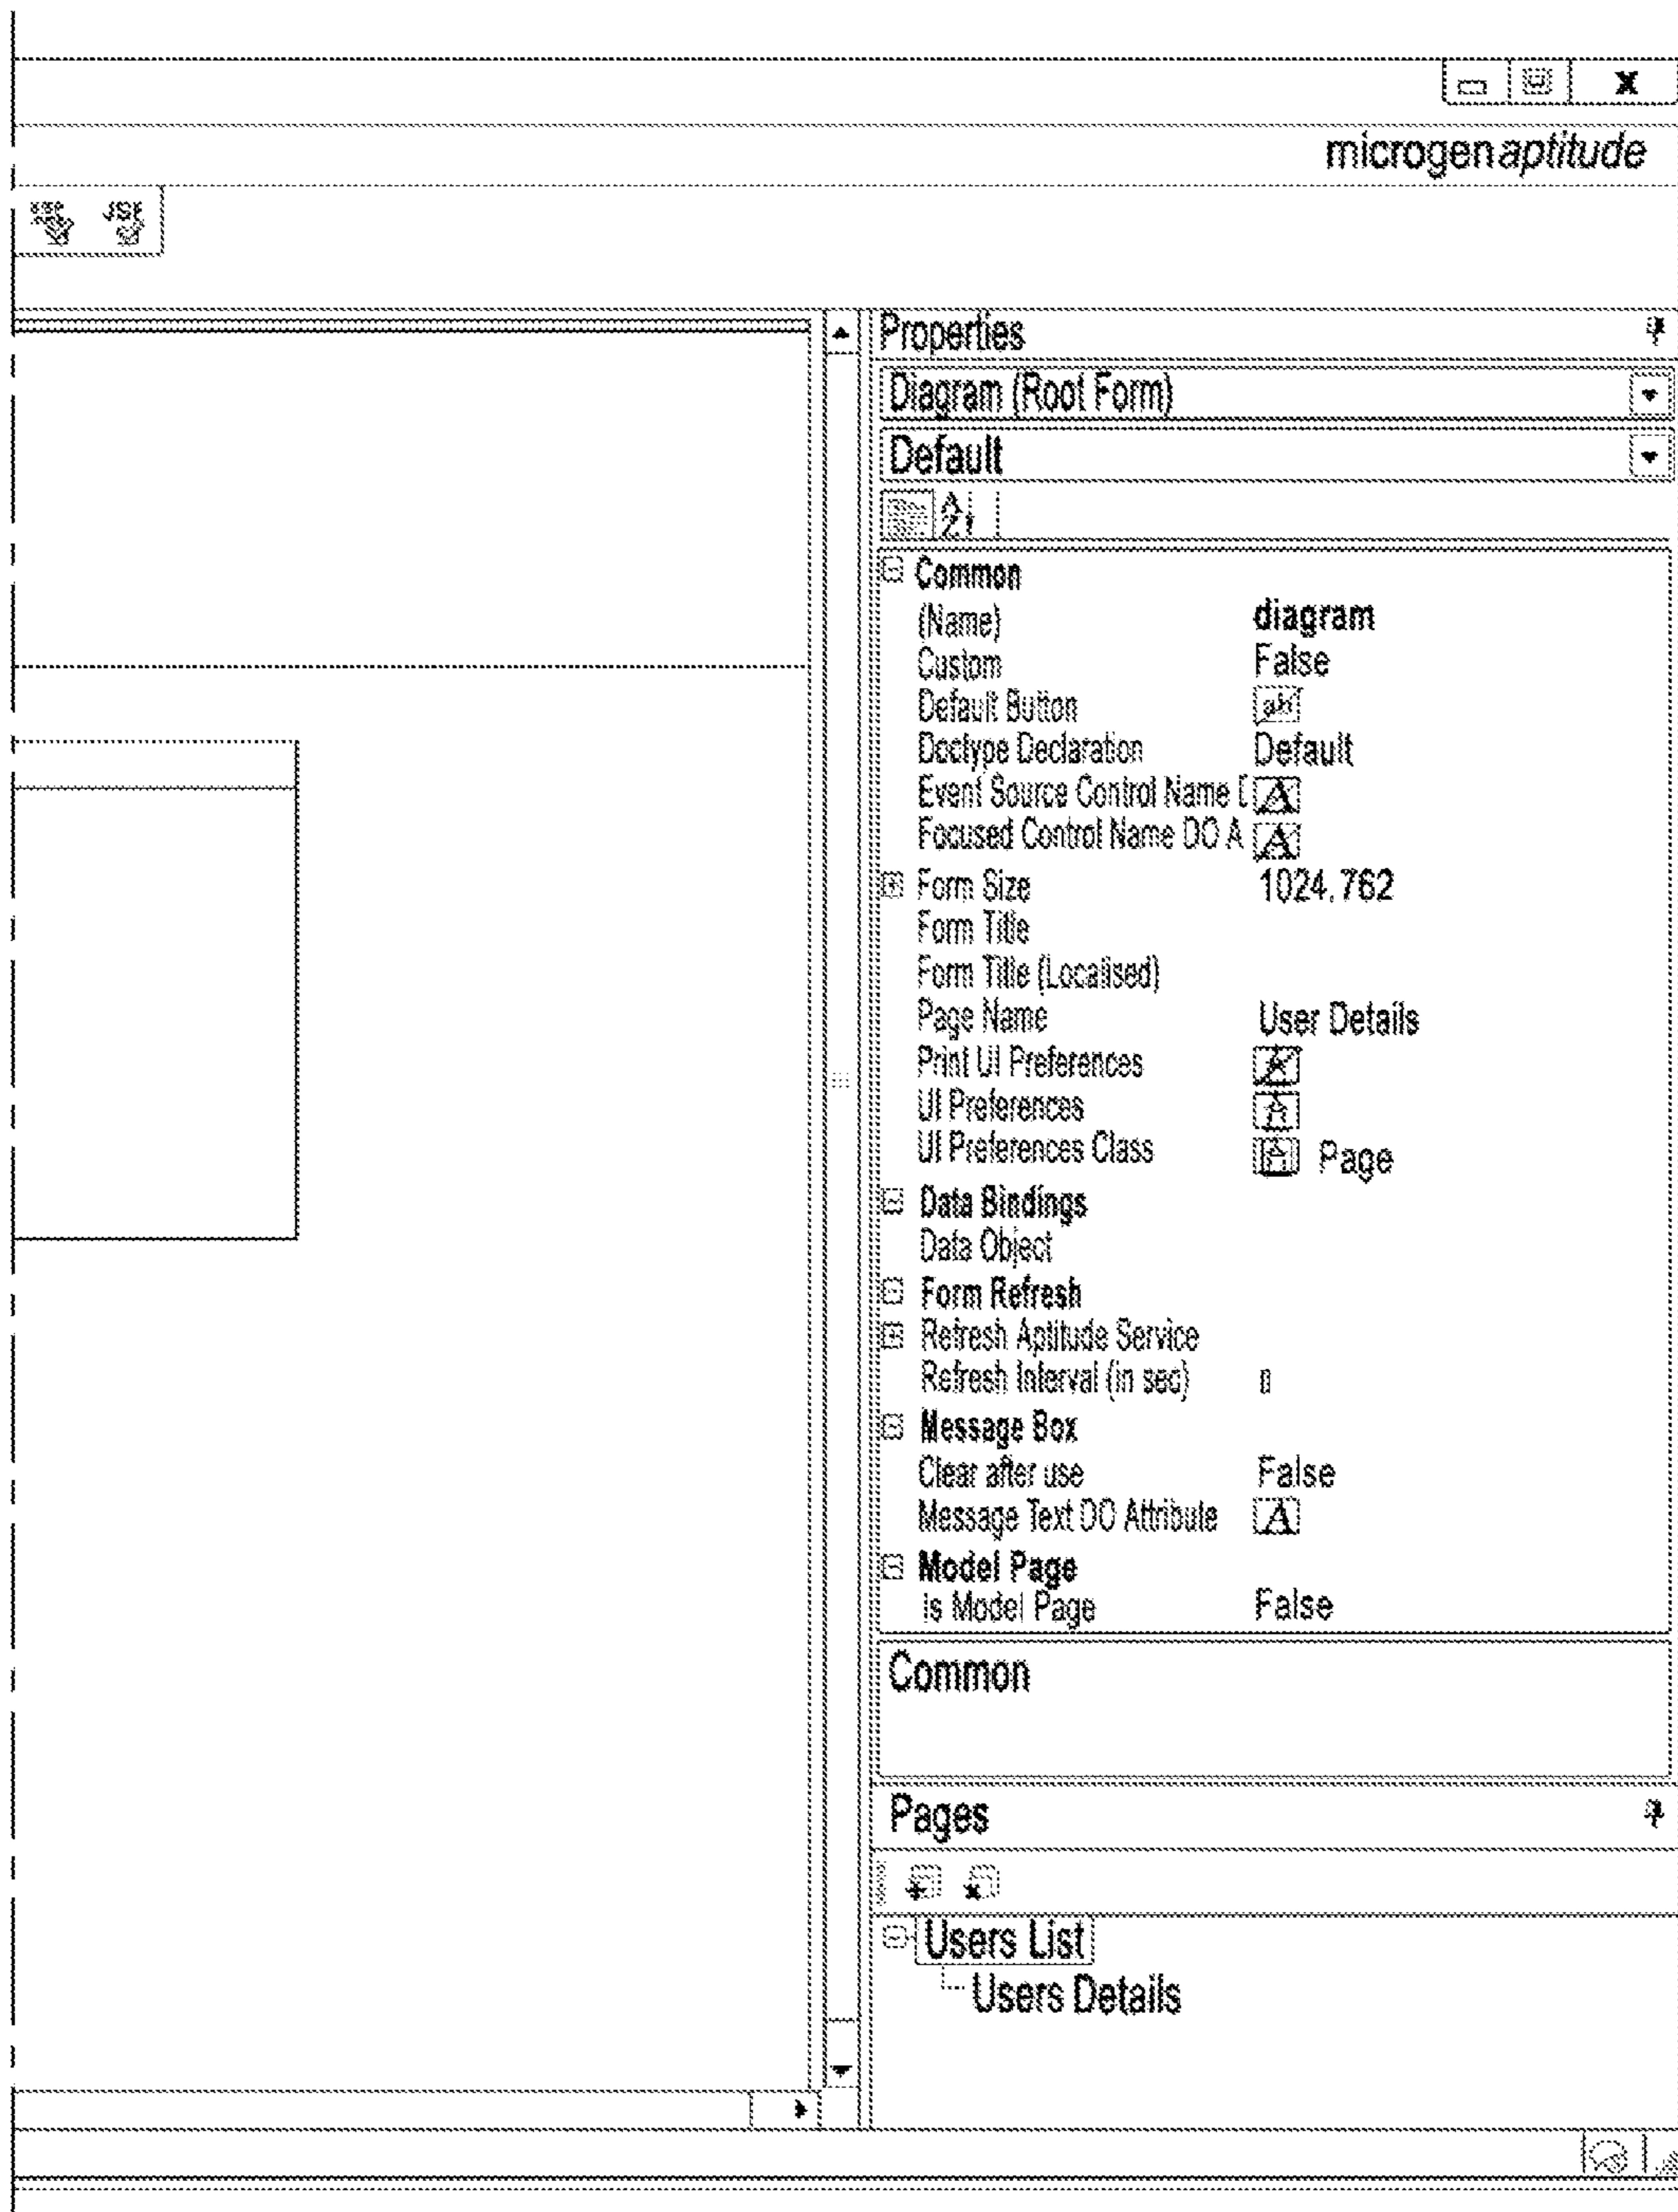 microgenaptitude
JSF
Properties
Diagram (Root Form)
Default
A
Z
Common
(Name) diagram
Custom False
Default Button ab
Doctype Declaration Default
Event Source Control Name D A
Focused Control Name DO A A
Form Size 1024, 762
Form Title
Form Title (Localised)
Page Name User Details
Print UI Preferences
UI Preferences
UI Preferences Class Page
Data Bindings
Data Object
Form Refresh
Refresh Aptitude Service
Refresh Interval (in sec)
Message Box
Clear after use False
Message Text DO Attribute A
Model Page
Is Model Page False
Common
Pages
Users List
Users Details